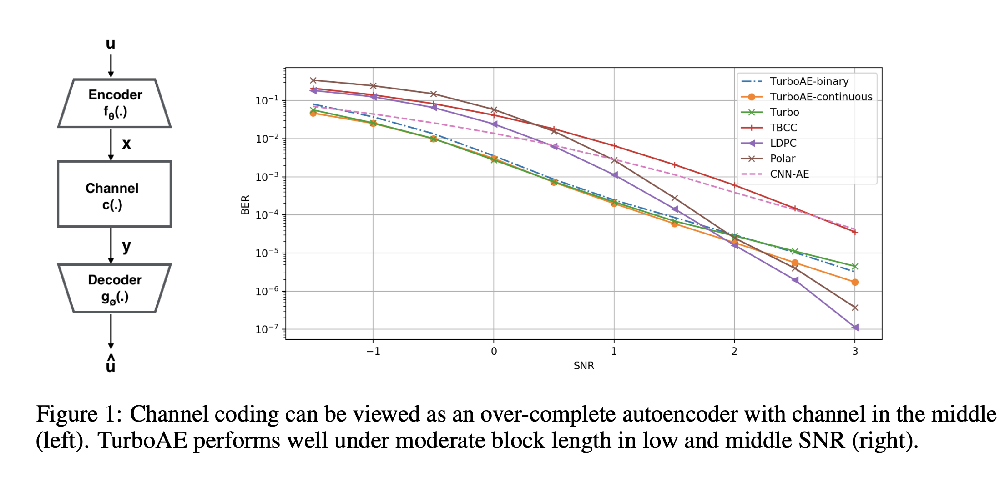 u
Encoder
fθ(.)
x
Channel
c(.)
y
Decoder
gø(.)
û
TurboAE-binary
TurboAE-continuous
Turbo
TBCC
LDPC
Polar
CNN-AE
10⁻¹
10⁻²
10⁻³
10⁻⁴
10⁻⁵
10⁻⁶
10⁻⁷
BER
−1 0 1 2 3
SNR
Figure 1: Channel coding can be viewed as an over-complete autoencoder with channel in the middle
(left). TurboAE performs well under moderate block length in low and middle SNR (right).